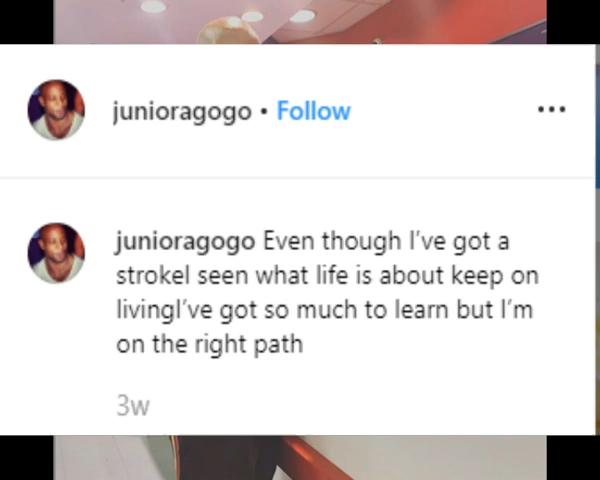 junioragogo • Follow
junioragogo Even though I've got a
strokeI seen what life is about keep on
livingI've got so much to learn but I'm
on the right path
3w